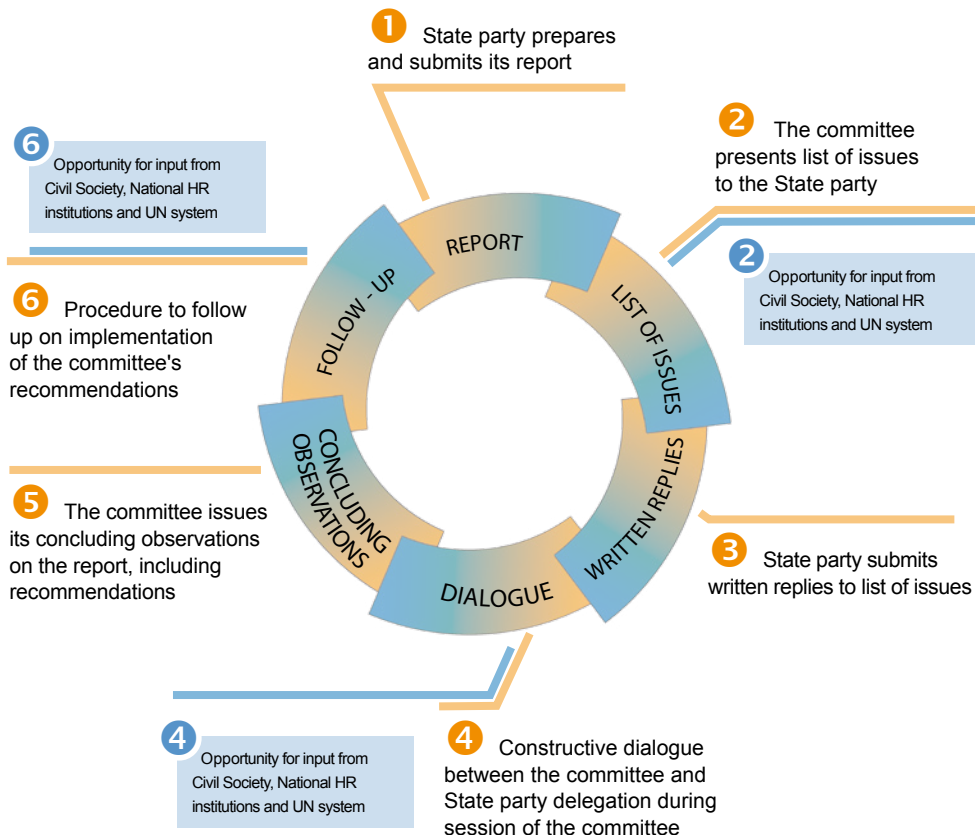 1 State party prepares
and submits its report
2 The committee
presents list of issues
to the State party
2 Opportunity for input from
Civil Society, National HR
institutions and UN system
3 State party submits
written replies to list of issues
4 Constructive dialogue
between the committee and
State party delegation during
session of the committee
4 Opportunity for input from
Civil Society, National HR
institutions and UN system
5 The committee issues
its concluding observations
on the report, including
recommendations
6 Procedure to follow
up on implementation
of the committee's
recommendations
6 Opportunity for input from
Civil Society, National HR
institutions and UN system
REPORT
LIST OF ISSUES
WRITTEN REPLIES
DIALOGUE
CONCLUDING
OBSERVATIONS
FOLLOW - UP